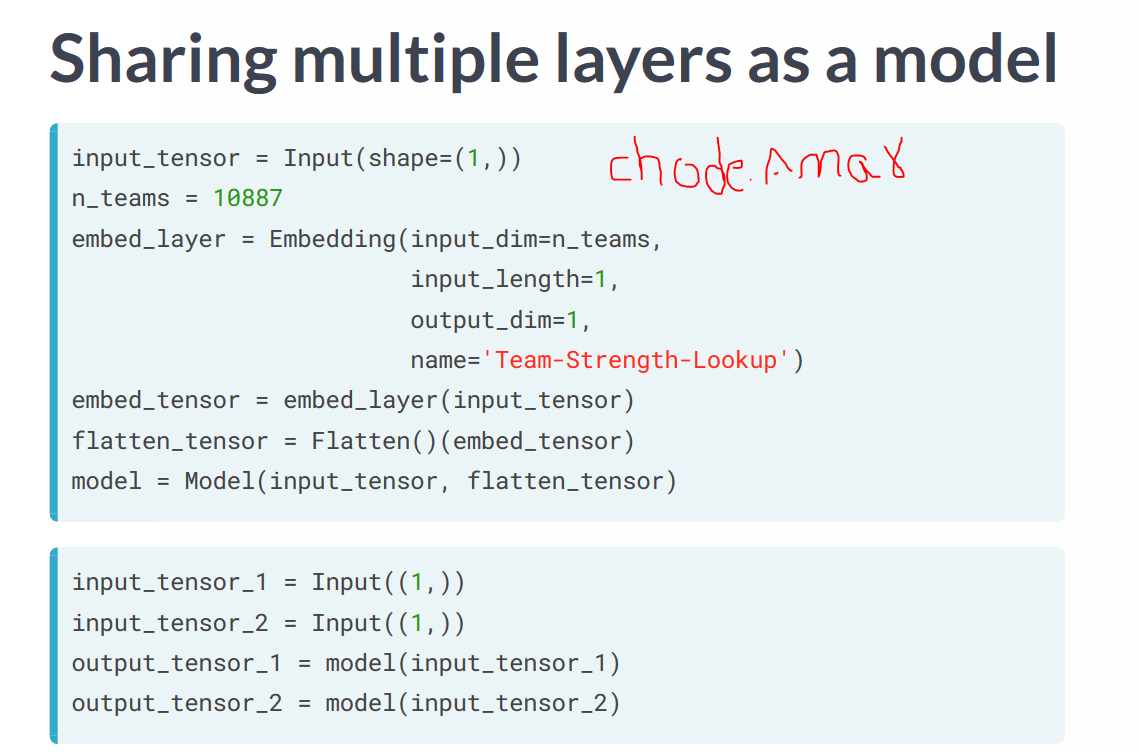 Sharing multiple layers as a model
input_tensor = Input(shape=(1,))
chode.Amar
n_teams = 10887
embed_layer = Embedding(input_dim=n_teams,
input_length=1,
output_dim=1,
name='Team-Strength-Lookup')
embed_tensor = embed_layer(input_tensor)
flatten_tensor = Flatten()(embed_tensor)
model = Model(input_tensor, flatten_tensor)
input_tensor_1 = Input((1,))
input_tensor_2 = Input((1,))
output_tensor_1 = model(input_tensor_1)
output_tensor_2 = model(input_tensor_2)